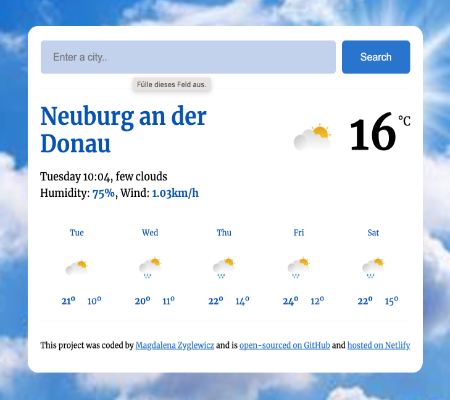 Enter a city..
Search
Fülle dieses Feld aus.
Neuburg an der
Donau
16 °C
Tuesday 10:04, few clouds
Humidity: 75%, Wind: 1.03km/h
Tue Wed Thu Fri Sat
21° 10° 20° 11° 22° 14° 24° 12° 22° 15°
This project was coded by Magdalena Zyglewicz and is open-sourced on GitHub and hosted on Netlify